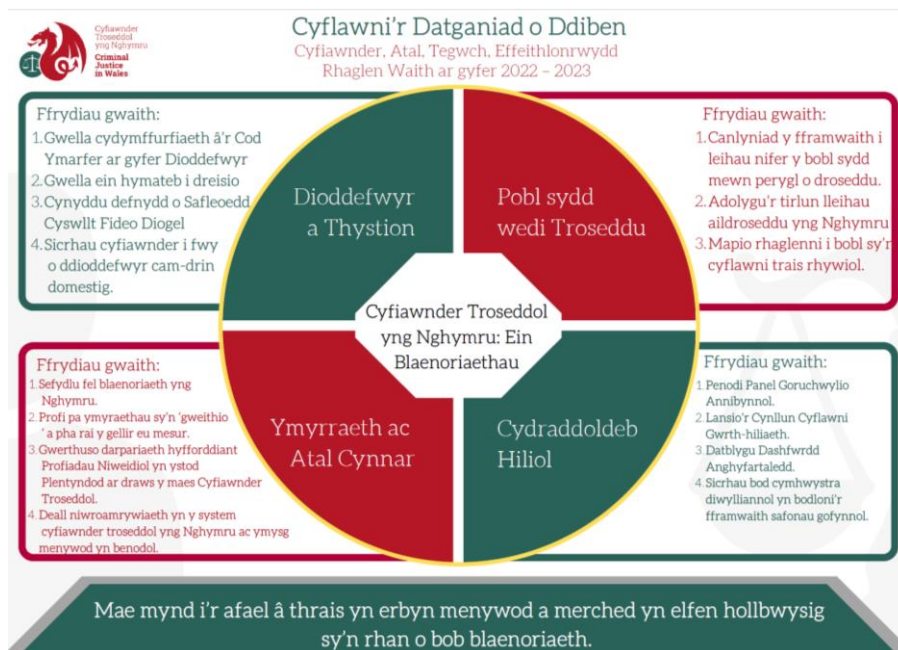 Cyfiawnder
Troseddol
yng Nghymru
Criminal
Justice
in Wales
Cyflawni'r Datganiad o Ddiben
Cyfiawnder, Atal, Tegwch, Effeithlonrwydd
Rhaglen Waith ar gyfer 2022 – 2023
Ffrydiau gwaith:
1. Gwella cydymffurfiaeth â'r Cod
Ymarfer ar gyfer Dioddefwyr
2. Gwella ein hymateb i dreisio
3. Cynyddu defnydd o Safleoedd
Cyswllt Fideo Diogel
4. Sicrhau cyfiawnder i fwy
o ddioddefwyr cam-drin
domestig.
Dioddefwyr
a Thystion
Pobl sydd
wedi Troseddu
Ffrydiau gwaith:
1. Canlyniad y fframwaith i
leihau nifer y bobl sydd
mewn perygl o droseddu.
2. Adolygu'r tirlun lleihau
aildroseddu yng Nghymru
3. Mapio rhaglenni i bobl sy'n
cyflawni trais rhywiol.
Cyfiawnder Troseddol
yng Nghymru: Ein
Blaenoriaethau
Ffrydiau gwaith:
1. Sefydlu fel blaenoriaeth yng
Nghymru.
2. Profi pa ymyraethau sy'n 'gweithio
' a pha rai y gellir eu mesur.
3. Gwerthuso darpariaeth hyfforddiant
Profiadau Niweidiol yn ystod
Plentyndod ar draws y maes Cyfiawnder
Troseddol.
4. Deall niwroamrywiaeth yn y system
cyfiawnder troseddol yng Nghymru ac ymysg
menywod yn benodol.
Ymyrraeth ac
Atal Cynnar
Cydraddoldeb
Hiliol
Ffrydiau gwaith:
1. Penodi Panel Goruchwylio
Annibynnol.
2. Lansio'r Cynllun Cyflawni
Gwrth-hiliaeth.
3. Datblygu Dashfwrdd
Anghyfartaledd.
4. Sicrhau bod cymhwystra
diwylliannol yn bodloni'r
fframwaith safonau gofynnol.
Mae mynd i'r afael â thrais yn erbyn menywod a merched yn elfen hollbwysig
sy'n rhan o bob blaenoriaeth.